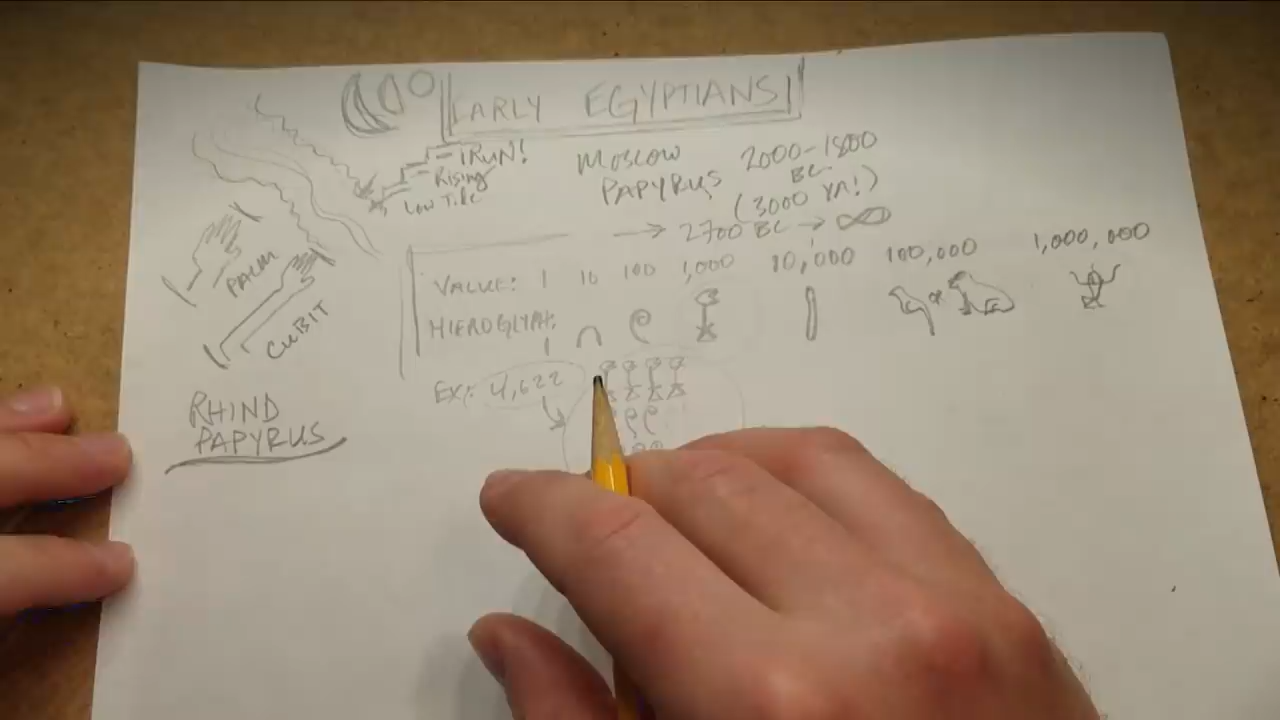 EARLY EGYPTIANS!
RUN!
Rising
Low Tide
MOSCOW
PAPYRUS
2000-1800
BC
(3000 YA!)
→ 2700 BC → ∞
PALM
CUBIT
VALUE: 1 10 100 1,000 10,000 100,000 1,000,000
HIEROGLYPH:
or
EX: 4,622
RHIND
PAPYRUS